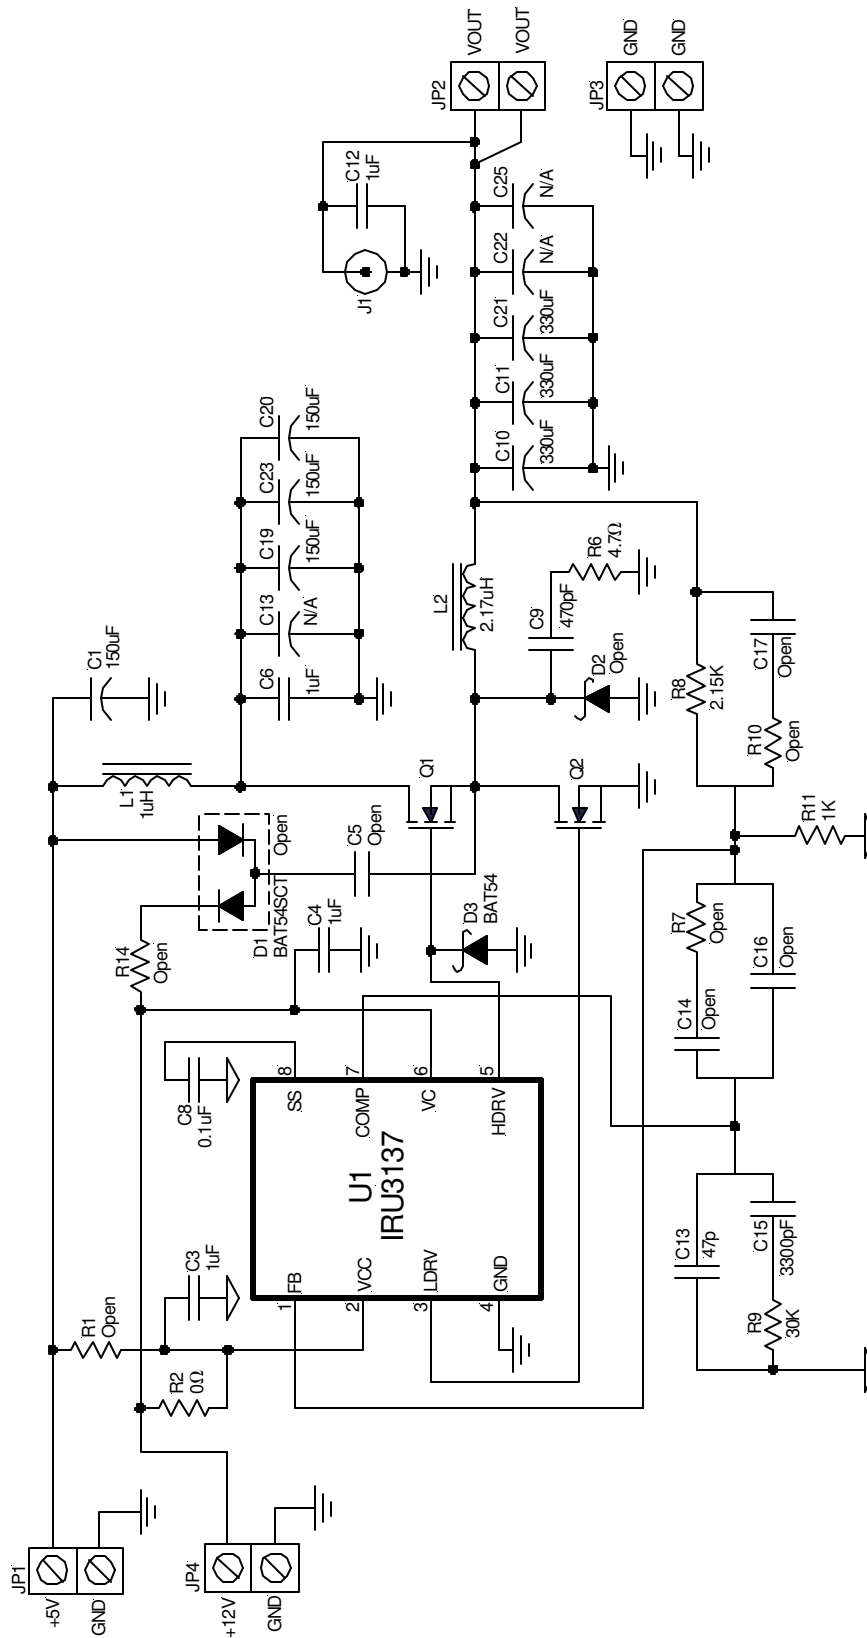 JP1
+5V
GND
JP4
+12V
GND
R1
Open
R2
0Ω
C3
1uF
C8
0.1uF
U1
IRU3137
1
FB
2
VCC
3
LDRV
4
GND
8
SS
7
COMP
6
VC
5
HDRV
R14
Open
D1
BAT54SCT
Open
C4
1uF
C5
Open
D3
BAT54
Q1
Q2
L1
1uH
C1
150uF
C6
1uF
C13
N/A
C19
150uF
C23
150uF
C20
150uF
L2
2.17uH
C9
470pF
R6
4.7Ω
D2
Open
C10
330uF
C11
330uF
C21
330uF
C22
N/A
C25
N/A
J1
C12
1uF
JP2
VOUT
VOUT
JP3
GND
GND
R8
2.15K
R10
Open
C17
Open
R11
1K
R7
Open
C14
Open
C16
Open
C13
47p
C15
3300pF
R9
30K